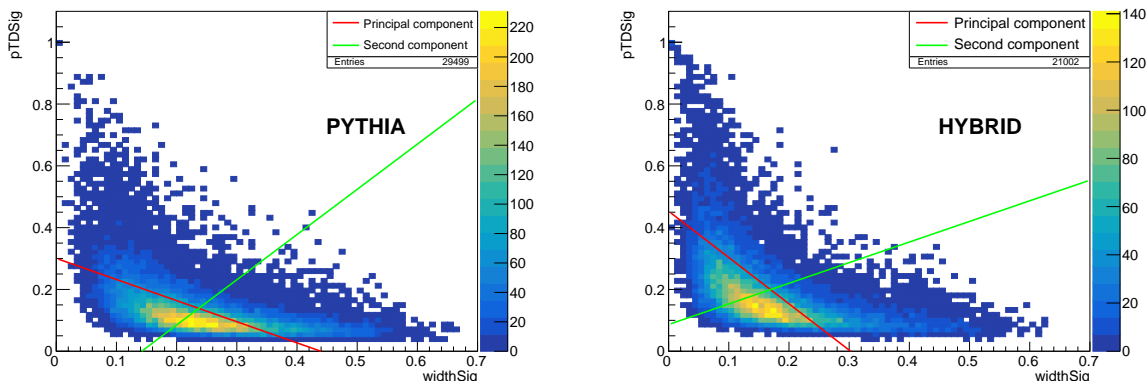 pTDSig
1
0.8
0.6
0.4
0.2
0
0 0.1 0.2 0.3 0.4 0.5 0.6 0.7
widthSig
Principal component
Second component
Entries 29499
PYTHIA
220
200
180
160
140
120
100
80
60
40
20
0
pTDSig
1
0.8
0.6
0.4
0.2
0
0 0.1 0.2 0.3 0.4 0.5 0.6 0.7
widthSig
Principal component
Second component
Entries 21002
HYBRID
140
120
100
80
60
40
20
0